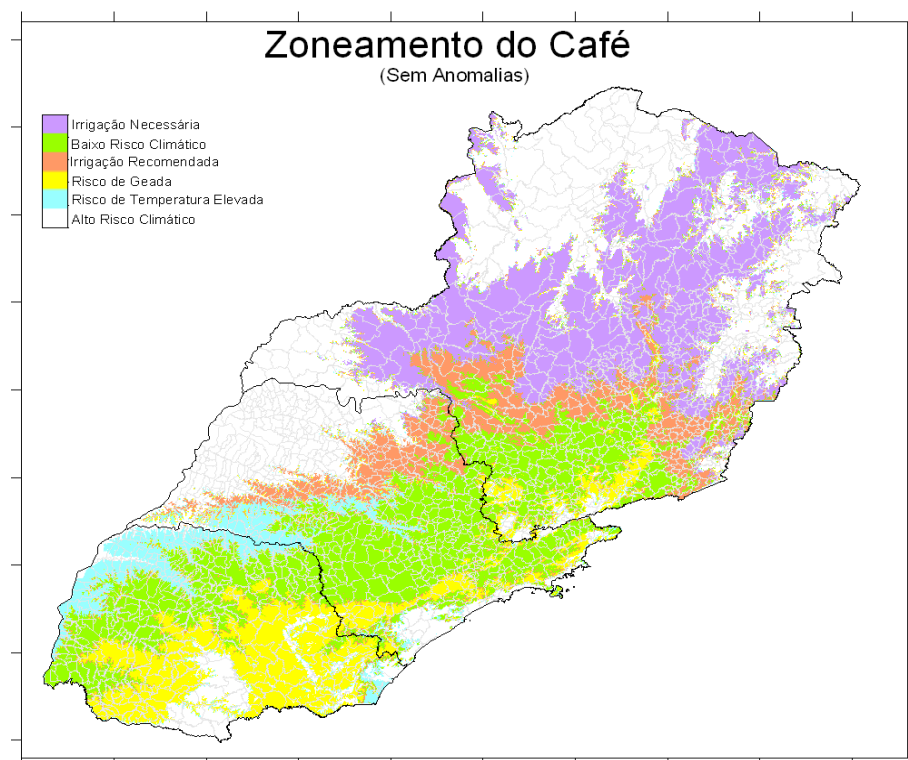 Zoneamento do Café
(Sem Anomalias)
Irrigação Necessária
Baixo Risco Climático
Irrigação Recomendada
Risco de Geada
Risco de Temperatura Elevada
Alto Risco Climático